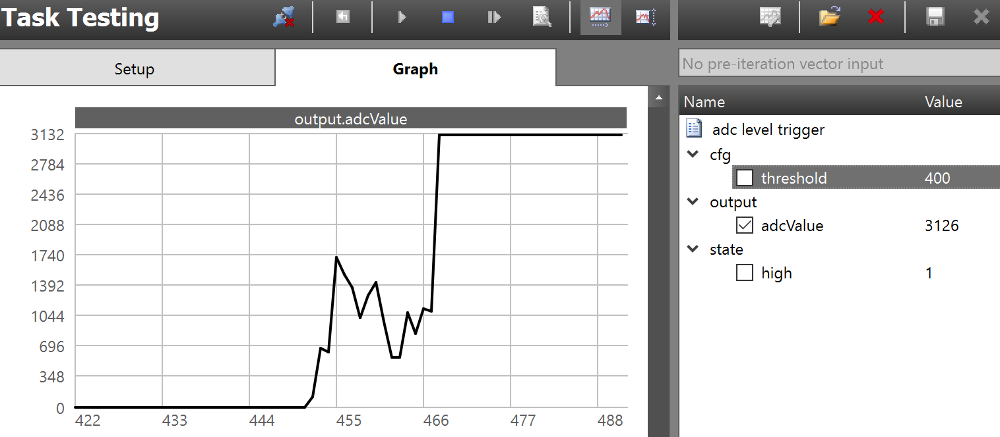 Task Testing
Setup
Graph
output.adcValue
3132
2784
2436
2088
1740
1392
1044
696
348
0
422 433 444 455 466 477 488
No pre-iteration vector input
Name Value
adc level trigger
cfg
threshold 400
output
adcValue 3126
state
high 1